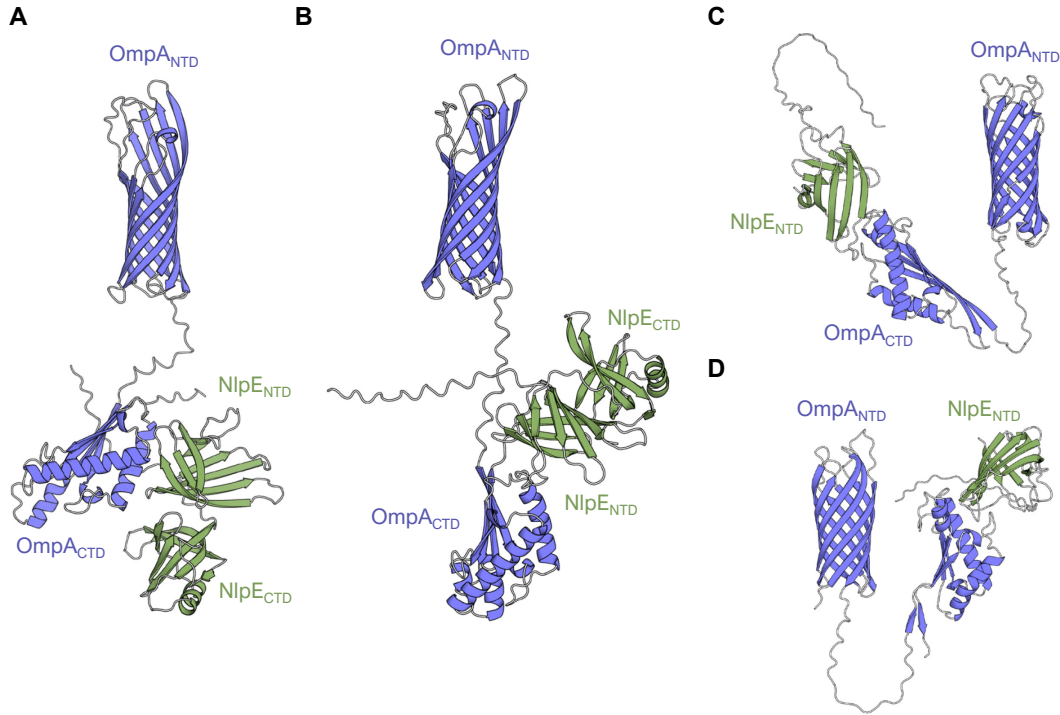 A
OmpANTD
NlpENTD
OmpACTD
NlpECTD
B
OmpANTD
NlpECTD
NlpENTD
OmpACTD
C
OmpANTD
NlpENTD
OmpACTD
D
OmpANTD
NlpENTD